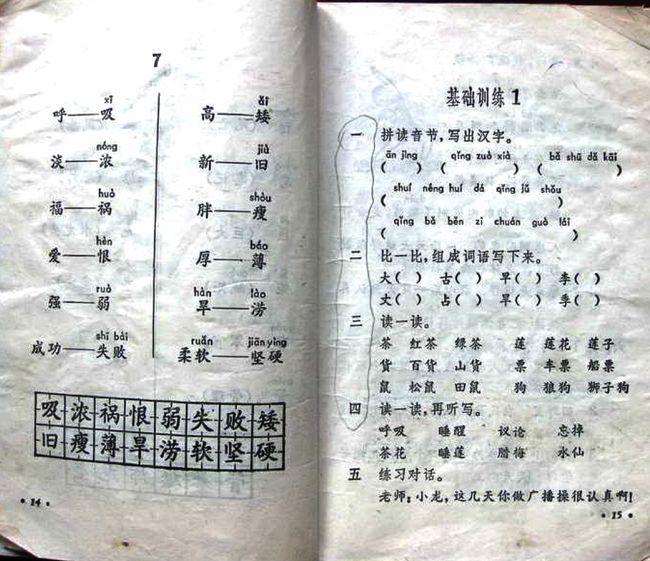 7
xī ǎi
呼——吸 高——矮
nóng jiù
淡——浓 新——旧
huò shòu
福——祸 胖——瘦
hèn báo
爱——恨 厚——薄
ruò hàn lào
强——弱 旱——涝
shī bài ruǎn jiān yìng
成功——失败 柔软——坚硬
吸浓祸恨弱失败矮
旧瘦薄旱涝软坚硬
·14·
基础训练1
一 拼读音节,写出汉字。
ān jìng qǐng zuò xià bǎ shū dǎ kāi
( ) ( ) ( )
shuí néng huí dá qǐng jǔ shǒu
( )
qǐng bǎ běn zi chuán guò lái
( )
二 比一比,组成词语写下来。
大( ) 古( ) 早( ) 李( )
丈( ) 占( ) 旱( ) 季( )
三 读一读。
茶 红茶 绿茶 莲 莲花 莲子
货 百货 山货 票 车票 船票
鼠 松鼠 田鼠 狗 狼狗 狮子狗
四 读一读,再听写。
呼吸 睡醒 议论 忘掉
茶花 睡莲 腊梅 水仙
五 练习对话。
老师:小龙,这几天你做广播操很认真啊!
·15·